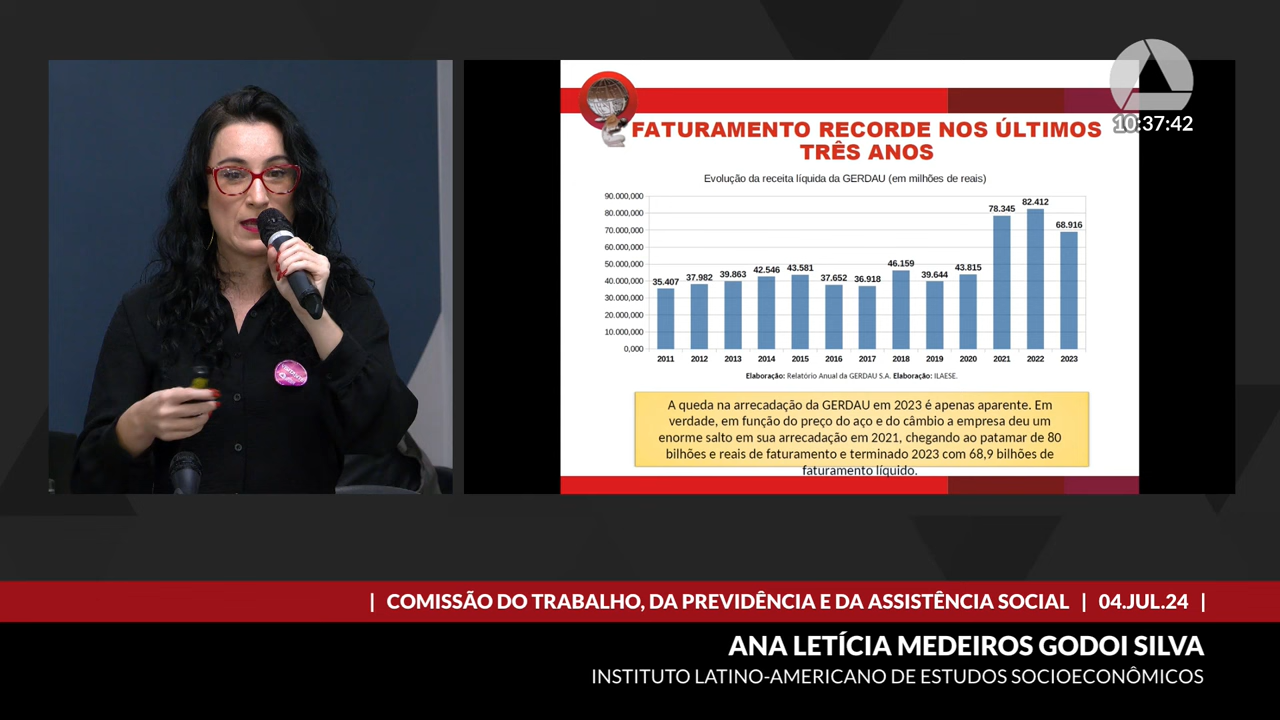 10:37:42
FATURAMENTO RECORDE NOS ÚLTIMOS
TRÊS ANOS
Evolução da receita líquida da GERDAU (em milhões de reais)
90.000,000
80.000,000
70.000,000
60.000,000
50.000,000
40.000,000
30.000,000
20.000,000
10.000,000
0,000
35.407 37.982 39.863 42.546 43.581 37.652 36.918 46.159 39.644 43.815 78.345 82.412 68.916
2011 2012 2013 2014 2015 2016 2017 2018 2019 2020 2021 2022 2023
Elaboração: Relatório Anual da GERDAU S.A. Elaboração: ILAESE.
A queda na arrecadação da GERDAU em 2023 é apenas aparente. Em
verdade, em função do preço do aço e do câmbio a empresa deu um
enorme salto em sua arrecadação em 2021, chegando ao patamar de 80
bilhões e reais de faturamento e terminado 2023 com 68,9 bilhões de
faturamento líquido.
| COMISSÃO DO TRABALHO, DA PREVIDÊNCIA E DA ASSISTÊNCIA SOCIAL | 04.JUL.24 |
ANA LETÍCIA MEDEIROS GODOI SILVA
INSTITUTO LATINO-AMERICANO DE ESTUDOS SOCIOECONÔMICOS